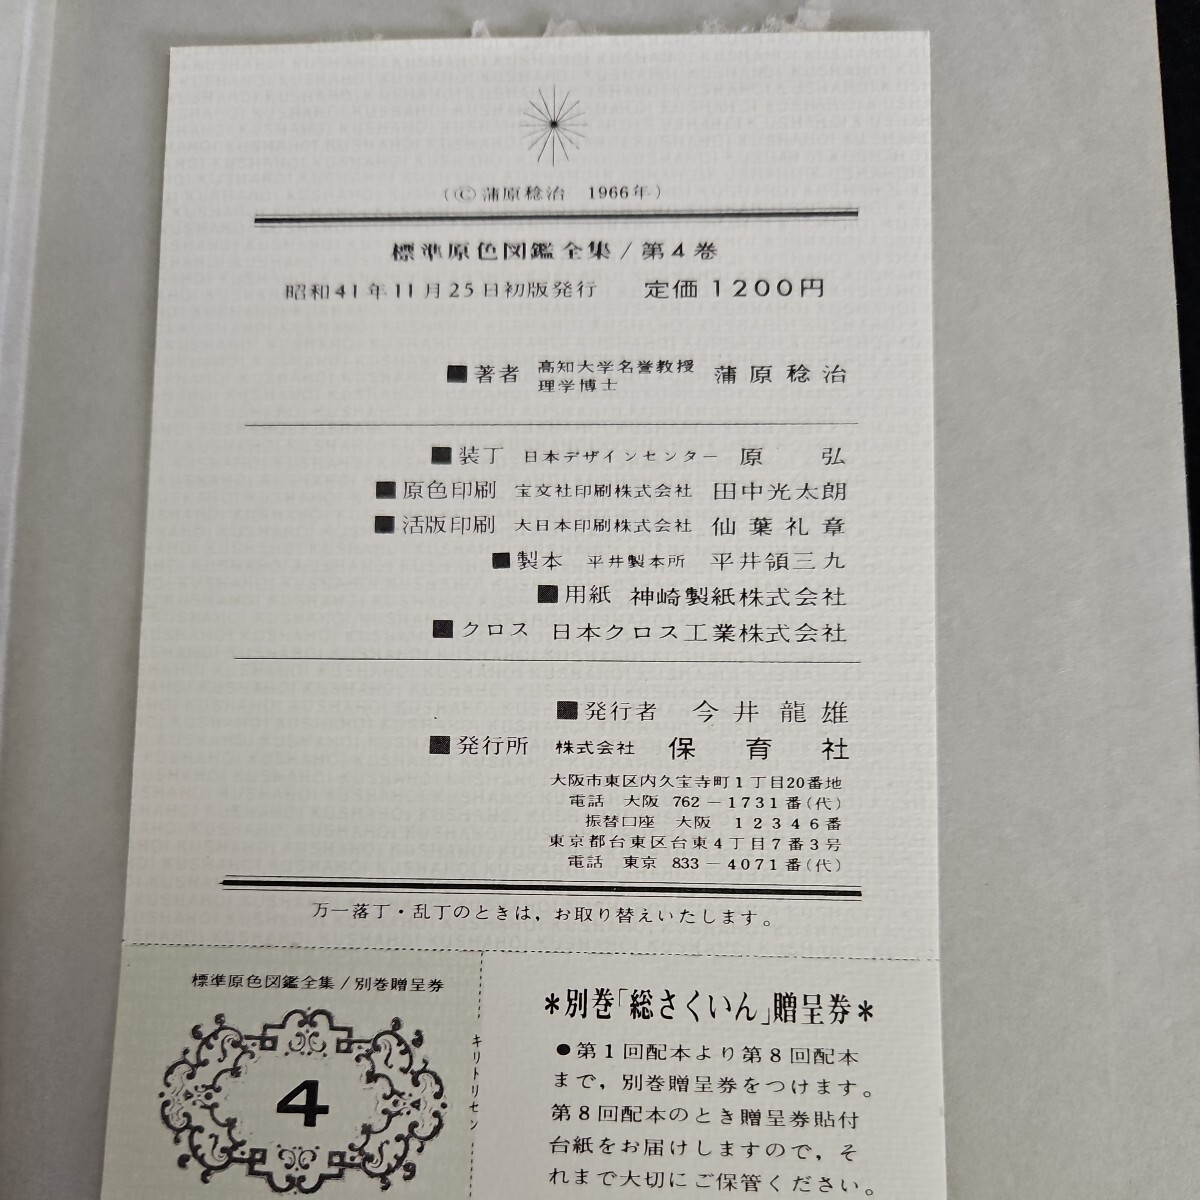 (©蒲原稔治 1966年)
標準原色図鑑全集/第4巻
昭和41年11月25日初版発行 定価1200円
■著者 高知大学名誉教授 理学博士 蒲原稔治
■装丁 日本デザインセンター 原 弘
■原色印刷 宝文社印刷株式会社 田中光太朗
■活版印刷 大日本印刷株式会社 仙葉礼章
■製本 平井製本所 平井領三九
■用紙 神崎製紙株式会社
■クロス 日本クロス工業株式会社
■発行者 今井龍雄
■発行所 株式会社 保育社
大阪市東区内久宝寺町1丁目20番地
電話 大阪 762-1731番(代)
振替口座 大阪 12346番
東京都台東区台東4丁目7番3号
電話 東京 833-4071番(代)
万一落丁・乱丁のときは,お取り替えいたします。
標準原色図鑑全集/別巻贈呈券
4
キリトリセン
*別巻「総さくいん」贈呈券*
●第1回配本より第8回配本
まで,別巻贈呈券をつけます。
第8回配本のとき贈呈券貼付
台紙をお届けしますので,そ
れまで大切にご保管ください。